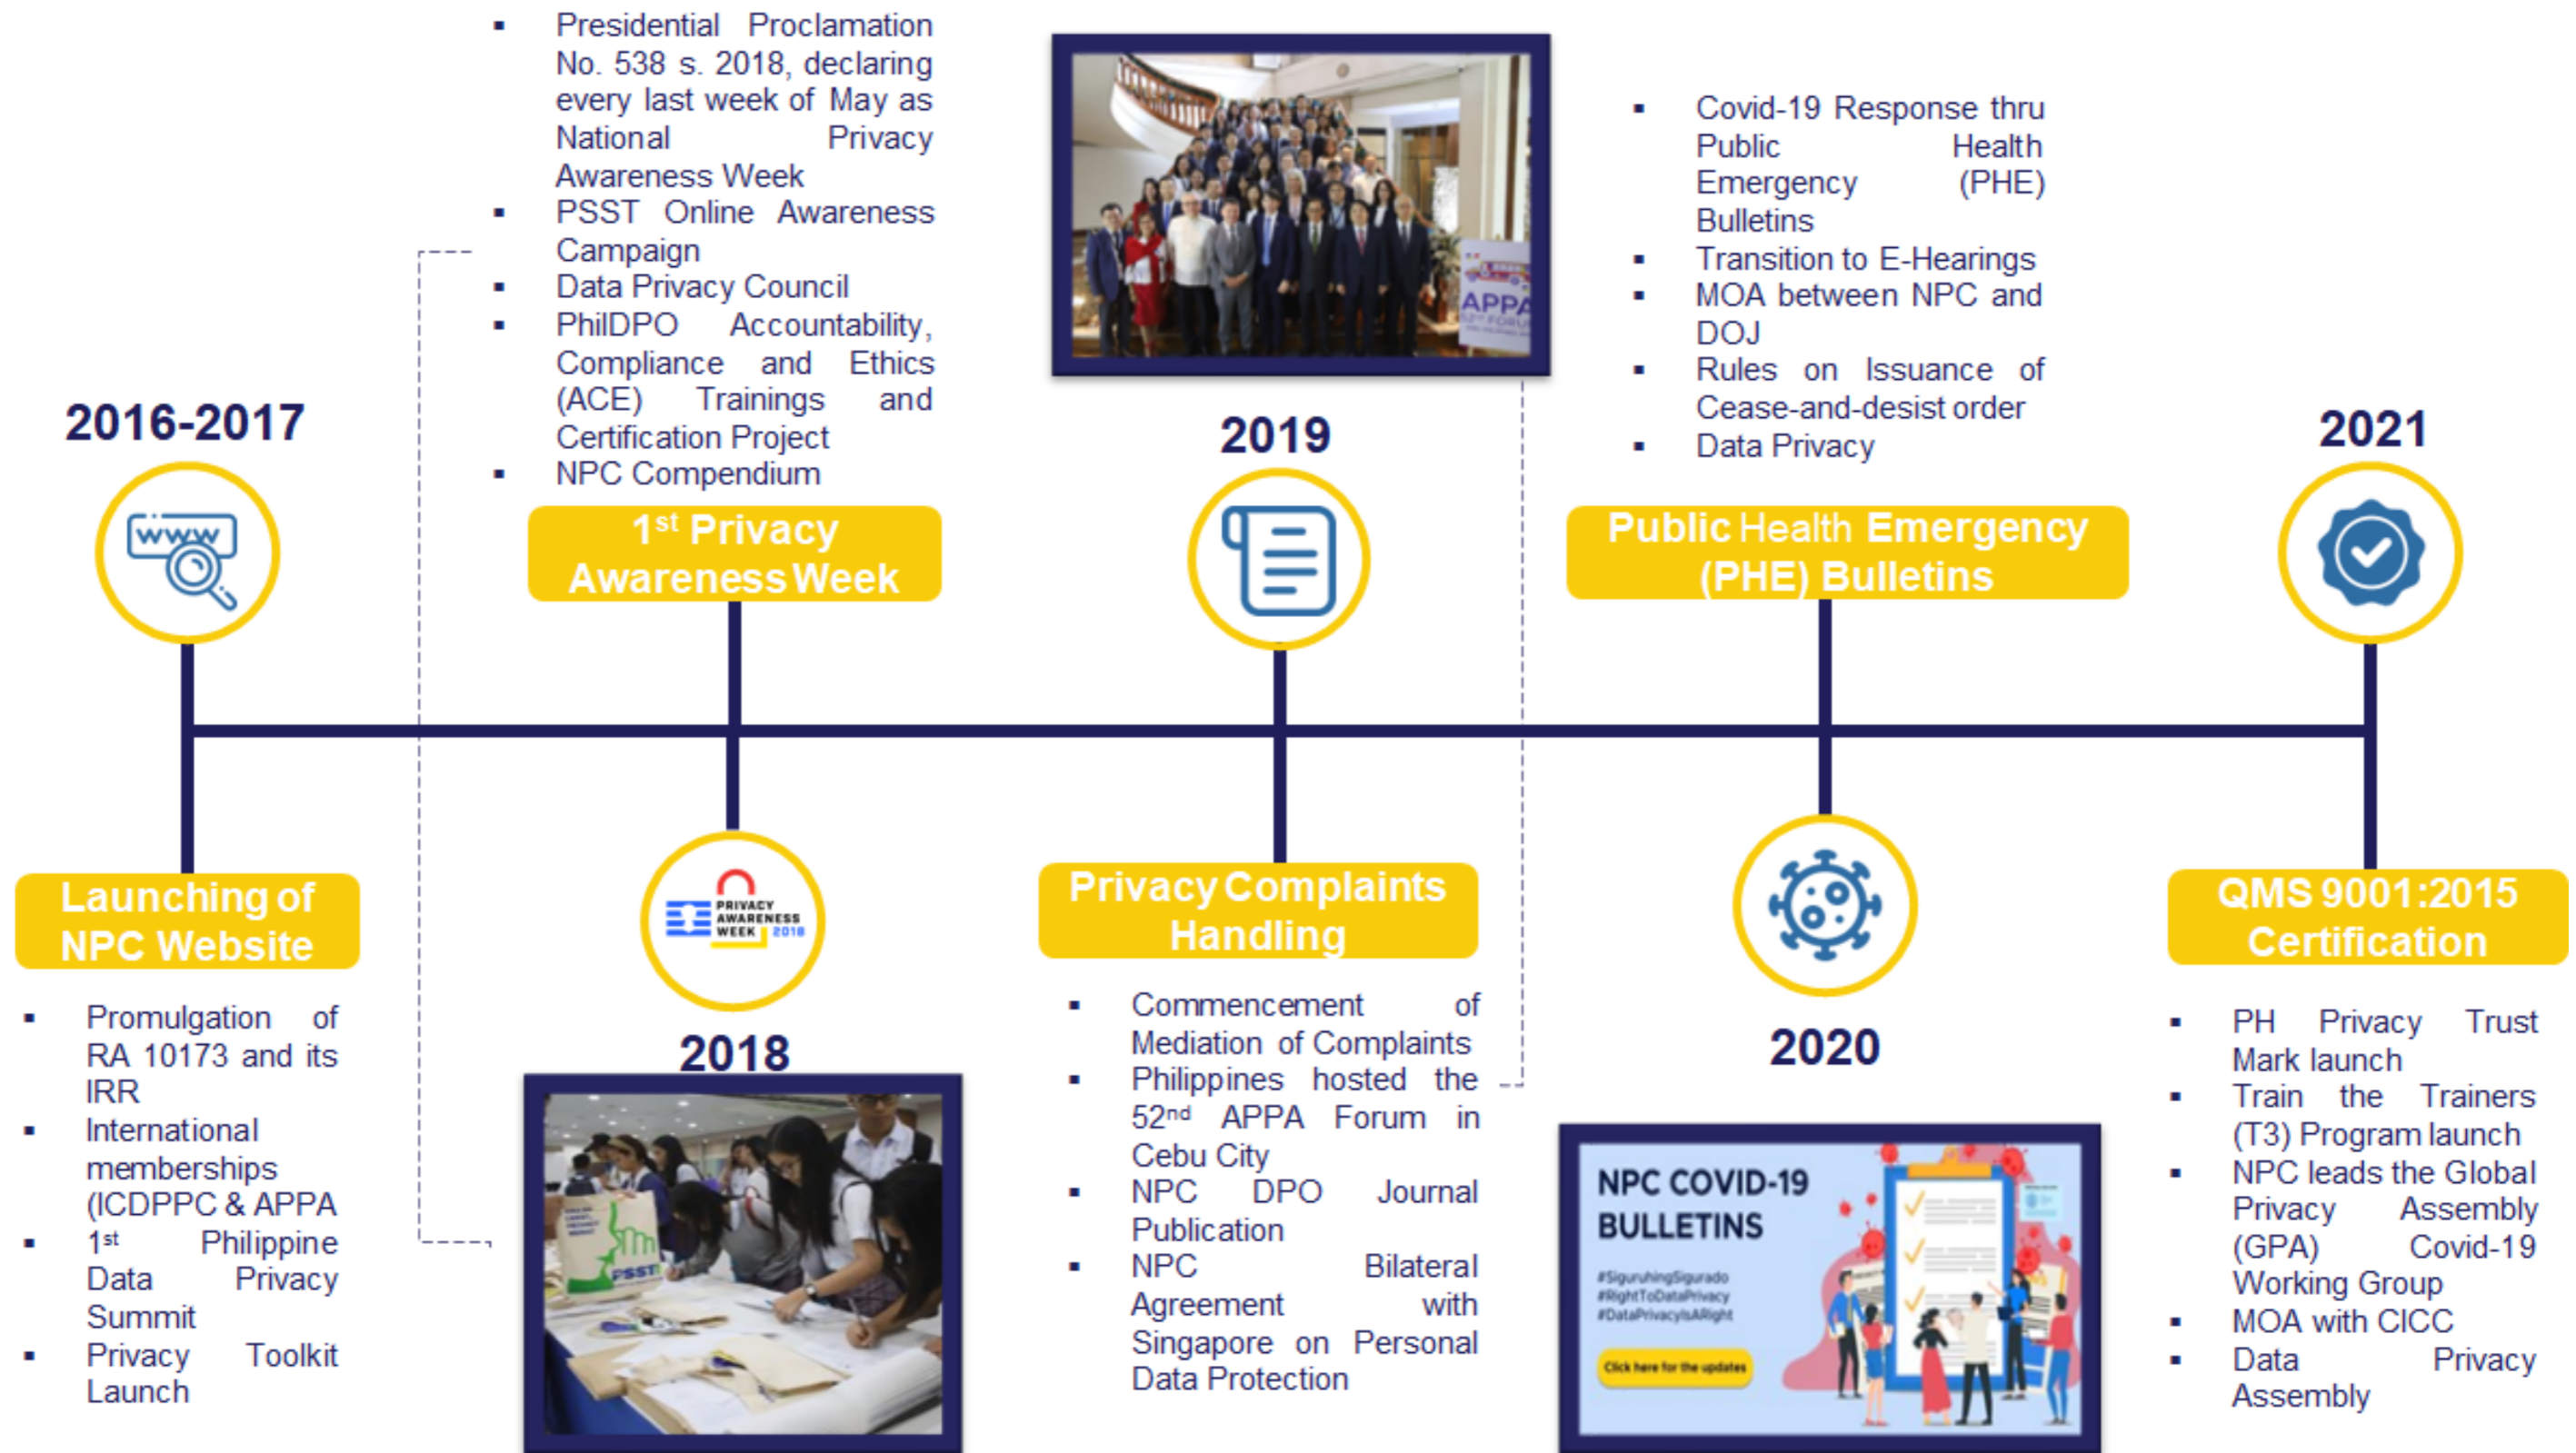 2016-2017
www
Launching of
NPC Website
▪ Promulgation of
RA 10173 and its
IRR
▪ International
memberships
(ICDPPC & APPA
▪ 1st Philippine
Data Privacy
Summit
▪ Privacy Toolkit
Launch
▪ Presidential Proclamation
No. 538 s. 2018, declaring
every last week of May as
National Privacy
Awareness Week
▪ PSST Online Awareness
Campaign
▪ Data Privacy Council
▪ PhilDPO Accountability,
Compliance and Ethics
(ACE) Trainings and
Certification Project
▪ NPC Compendium
1st Privacy
Awareness Week
PRIVACY
AWARENESS
WEEK 2018
2018
PSST
APPA
52ND FORUM
2019
Privacy Complaints
Handling
▪ Commencement of
Mediation of Complaints
▪ Philippines hosted the
52nd APPA Forum in
Cebu City
▪ NPC DPO Journal
Publication
▪ NPC Bilateral
Agreement with
Singapore on Personal
Data Protection
▪ Covid-19 Response thru
Public Health
Emergency (PHE)
Bulletins
▪ Transition to E-Hearings
▪ MOA between NPC and
DOJ
▪ Rules on Issuance of
Cease-and-desist order
▪ Data Privacy
Public Health Emergency
(PHE) Bulletins
2020
NPC COVID-19
BULLETINS
#SiguruhingSigurado
#RightToDataPrivacy
#DataPrivacyIsARight
Click here for the updates
2021
QMS 9001:2015
Certification
▪ PH Privacy Trust
Mark launch
▪ Train the Trainers
(T3) Program launch
▪ NPC leads the Global
Privacy Assembly
(GPA) Covid-19
Working Group
▪ MOA with CICC
▪ Data Privacy
Assembly